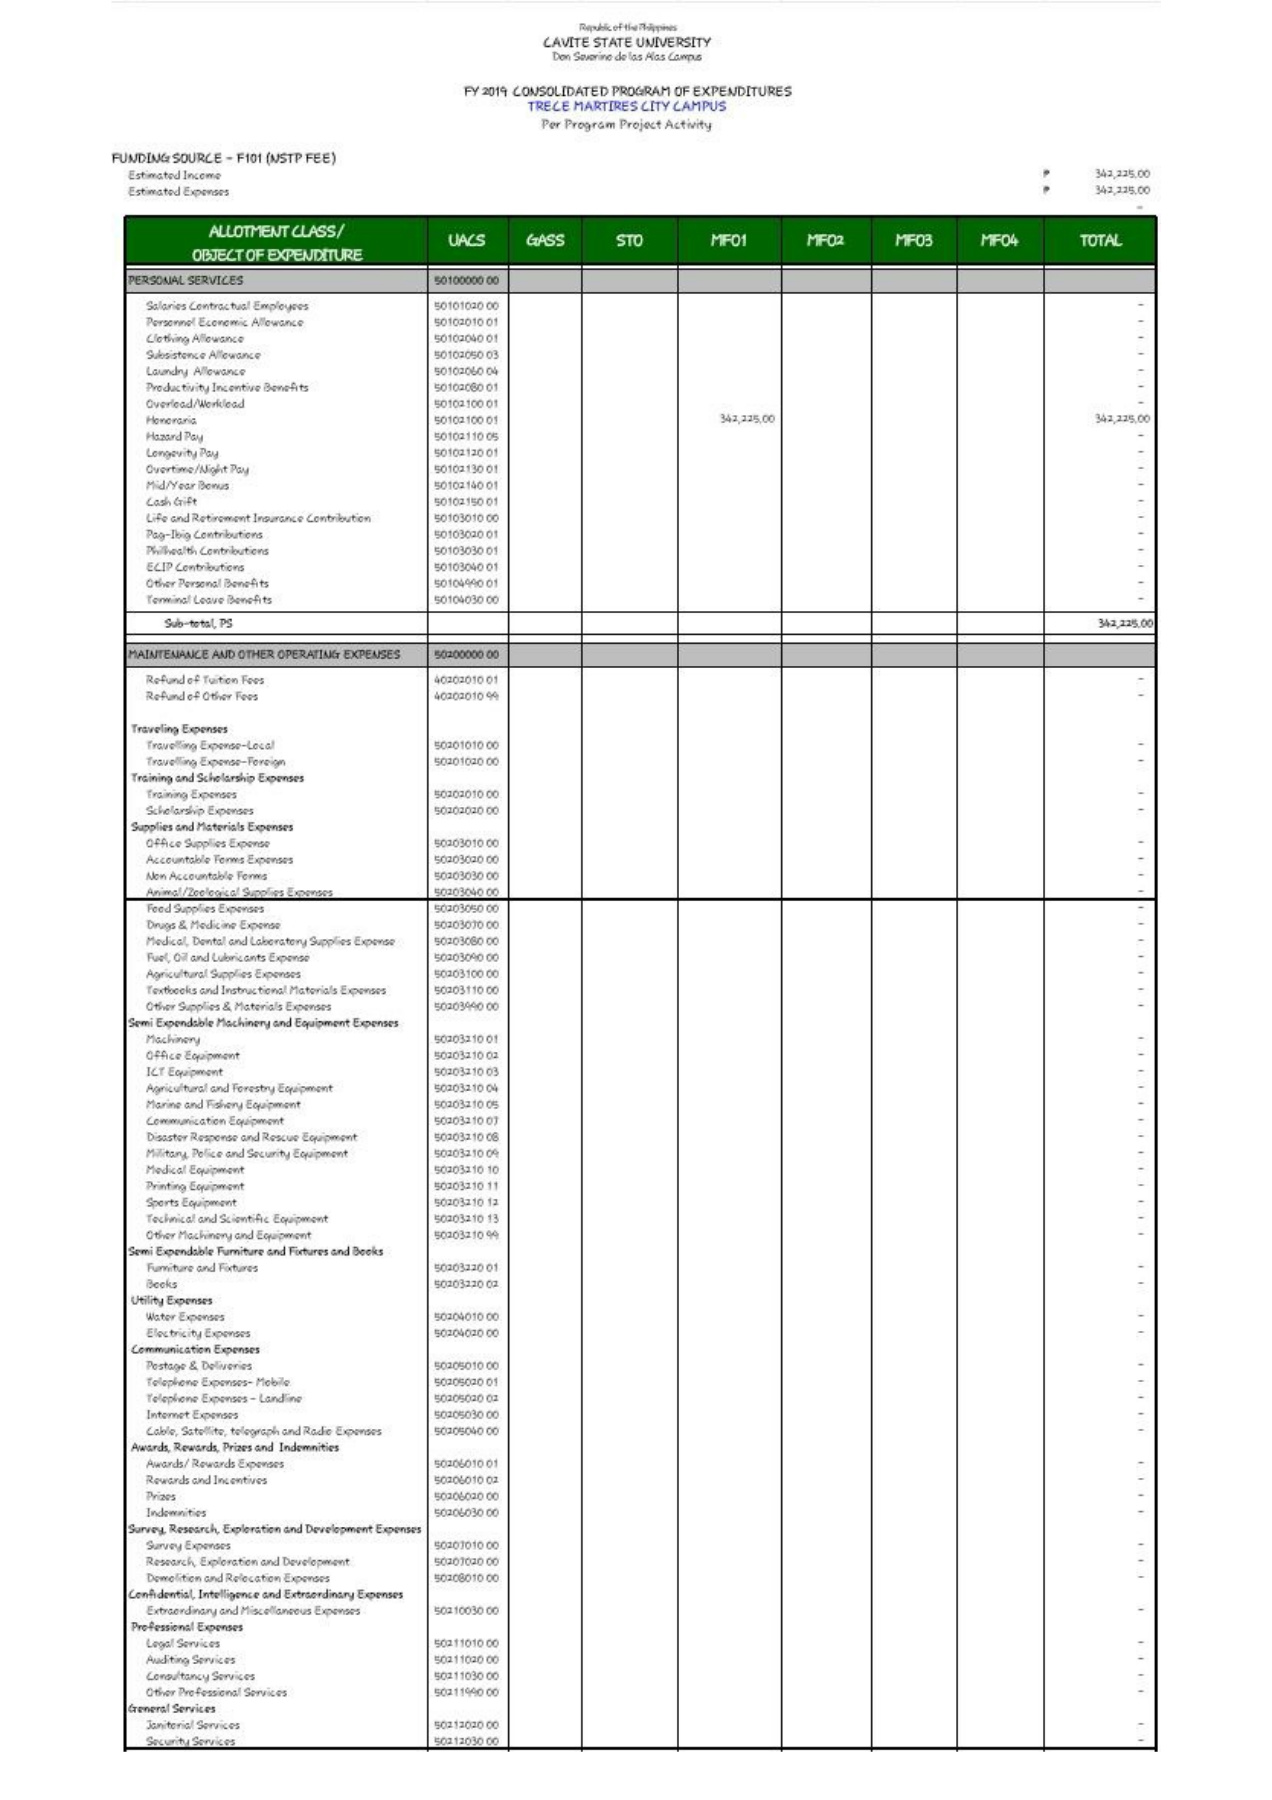 Republic of the Philippines
CAVITE STATE UNIVERSITY
Don Severino de las Alas Campus
FY 2019 CONSOLIDATED PROGRAM OF EXPENDITURES
TRECE MARTIRES CITY CAMPUS
Per Program Project Activity
FUNDING SOURCE - F101 (NSTP FEE)
Estimated Income ₱ 342,225.00
Estimated Expenses ₱ 342,225.00
-
ALLOTMENT CLASS/ OBJECT OF EXPENDITURE UACS GASS STO MFO1 MFO2 MFO3 MFO4 TOTAL
PERSONAL SERVICES 50100000 00
Salaries Contractual Employees 50101020 00 -
Personnel Economic Allowance 50102010 01 -
Clothing Allowance 50102040 01 -
Subsistence Allowance 50102050 03 -
Laundry Allowance 50102060 04 -
Productivity Incentive Benefits 50102080 01 -
Overload/Workload 50102100 01 -
Honoraria 50102100 01 342,225.00 342,225.00
Hazard Pay 50102110 05 -
Longevity Pay 50102120 01 -
Overtime/Night Pay 50102130 01 -
Mid/Year Bonus 50102140 01 -
Cash Gift 50102150 01 -
Life and Retirement Insurance Contribution 50103010 00 -
Pag-Ibig Contributions 50103020 01 -
Philhealth Contributions 50103030 01 -
ECIP Contributions 50103040 01 -
Other Personal Benefits 50104990 01 -
Terminal Leave Benefits 50104030 00 -
Sub-total, PS 342,225.00
MAINTENANCE AND OTHER OPERATING EXPENSES 50200000 00
Refund of Tuition Fees 40202010 01 -
Refund of Other Fees 40202010 99 -
Traveling Expenses
Travelling Expense-Local 50201010 00 -
Travelling Expense-Foreign 50201020 00 -
Training and Scholarship Expenses
Training Expenses 50202010 00 -
Scholarship Expenses 50202020 00 -
Supplies and Materials Expenses
Office Supplies Expense 50203010 00 -
Accountable Forms Expenses 50203020 00 -
Non Accountable Forms 50203030 00 -
Animal/Zoological Supplies Expenses 50203040 00 -
Food Supplies Expenses 50203050 00 -
Drugs & Medicine Expense 50203070 00 -
Medical, Dental and Laboratory Supplies Expense 50203080 00 -
Fuel, Oil and Lubricants Expense 50203090 00 -
Agricultural Supplies Expenses 50203100 00 -
Textbooks and Instructional Materials Expenses 50203110 00 -
Other Supplies & Materials Expenses 50203990 00 -
Semi Expendable Machinery and Equipment Expenses
Machinery 50203210 01 -
Office Equipment 50203210 02 -
ICT Equipment 50203210 03 -
Agricultural and Forestry Equipment 50203210 04 -
Marine and Fishery Equipment 50203210 05 -
Communication Equipment 50203210 07 -
Disaster Response and Rescue Equipment 50203210 08 -
Military, Police and Security Equipment 50203210 09 -
Medical Equipment 50203210 10 -
Printing Equipment 50203210 11 -
Sports Equipment 50203210 12 -
Technical and Scientific Equipment 50203210 13 -
Other Machinery and Equipment 50203210 99 -
Semi Expendable Furniture and Fixtures and Books
Furniture and Fixtures 50203220 01 -
Books 50203220 02 -
Utility Expenses
Water Expenses 50204010 00 -
Electricity Expenses 50204020 00 -
Communication Expenses
Postage & Deliveries 50205010 00 -
Telephone Expenses- Mobile 50205020 01 -
Telephone Expenses - Landline 50205020 02 -
Internet Expenses 50205030 00 -
Cable, Satellite, telegraph and Radio Expenses 50205040 00 -
Awards, Rewards, Prizes and Indemnities
Awards/ Rewards Expenses 50206010 01 -
Rewards and Incentives 50206010 02 -
Prizes 50206020 00 -
Indemnities 50206030 00 -
Survey, Research, Exploration and Development Expenses
Survey Expenses 50207010 00 -
Research, Exploration and Development 50207020 00 -
Demolition and Relocation Expenses 50208010 00 -
Confidential, Intelligence and Extraordinary Expenses
Extraordinary and Miscellaneous Expenses 50210030 00 -
Professional Expenses
Legal Services 50211010 00 -
Auditing Services 50211020 00 -
Consultancy Services 50211030 00 -
Other Professional Services 50211990 00 -
General Services
Janitorial Services 50212020 00 -
Security Services 50212030 00 -